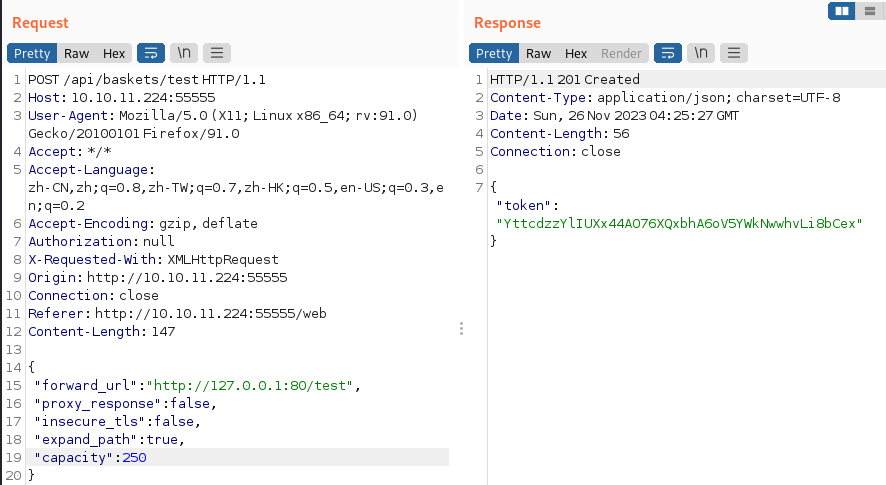 Request
Pretty Raw Hex \n
1 POST /api/baskets/test HTTP/1.1
2 Host: 10.10.11.224:55555
3 User-Agent: Mozilla/5.0 (X11; Linux x86_64; rv:91.0)
Gecko/20100101 Firefox/91.0
4 Accept: */*
5 Accept-Language:
zh-CN,zh;q=0.8,zh-TW;q=0.7,zh-HK;q=0.5,en-US;q=0.3,e
n;q=0.2
6 Accept-Encoding: gzip, deflate
7 Authorization: null
8 X-Requested-With: XMLHttpRequest
9 Origin: http://10.10.11.224:55555
10 Connection: close
11 Referer: http://10.10.11.224:55555/web
12 Content-Length: 147
13
14 {
15 "forward_url":"http://127.0.0.1:80/test",
16 "proxy_response":false,
17 "insecure_tls":false,
18 "expand_path":true,
19 "capacity":250
20 }
Response
Pretty Raw Hex Render \n
1 HTTP/1.1 201 Created
2 Content-Type: application/json; charset=UTF-8
3 Date: Sun, 26 Nov 2023 04:25:27 GMT
4 Content-Length: 56
5 Connection: close
6
7 {
"token":
"YttcdzzYlIUXx44AO76XQxbhA6oV5YWkNwwhvLi8bCex"
}